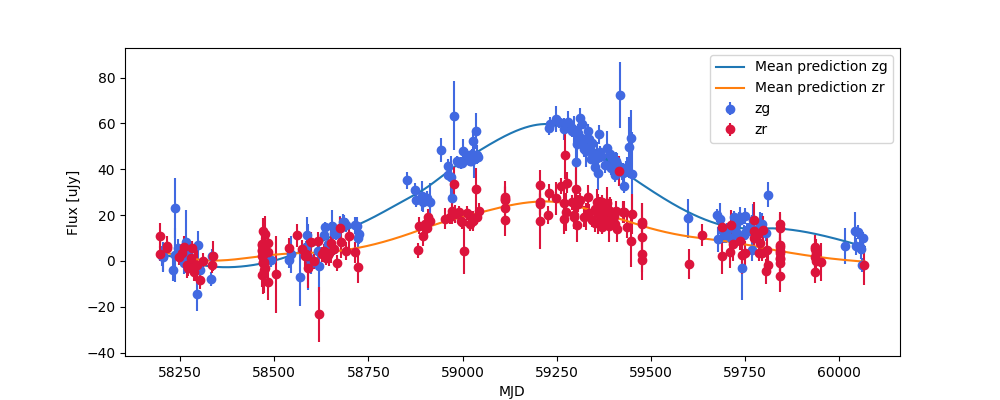 80
60
40
20
0
−20
−40
Flux [uJy]
58250
58500
58750
59000
59250
59500
59750
60000
MJD
Mean prediction zg
Mean prediction zr
zg
zr